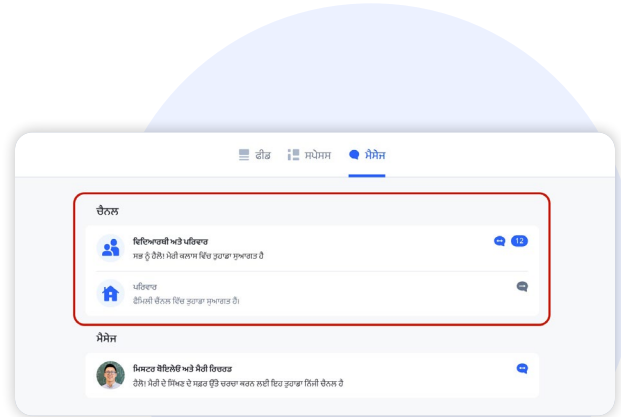 ਫੀਡ ਸਪੇਸਸ ਮੈਸੇਜ
ਚੈਨਲ
ਵਿਦਿਆਰਥੀ ਅਤੇ ਪਰਿਵਾਰ
12
ਸਭ ਨੂੰ ਹੈਲੋ! ਮੇਰੀ ਕਲਾਸ ਵਿੱਚ ਤੁਹਾਡਾ ਸੁਆਗਤ ਹੈ
ਪਰਿਵਾਰ
ਫੈਮਿਲੀ ਚੈਨਲ ਵਿੱਚ ਤੁਹਾਡਾ ਸੁਆਗਤ ਹੈ।
ਮੈਸੇਜ
ਮਿਸਟਰ ਬੋਇਲੇਓ ਅਤੇ ਮੈਰੀ ਰਿਚਰਡ
ਹੈਲੋ! ਮੈਰੀ ਦੇ ਸਿੱਖਣ ਦੇ ਸਫ਼ਰ ਉੱਤੇ ਚਰਚਾ ਕਰਨ ਲਈ ਇਹ ਤੁਹਾਡਾ ਨਿੱਜੀ ਚੈਨਲ ਹੈ